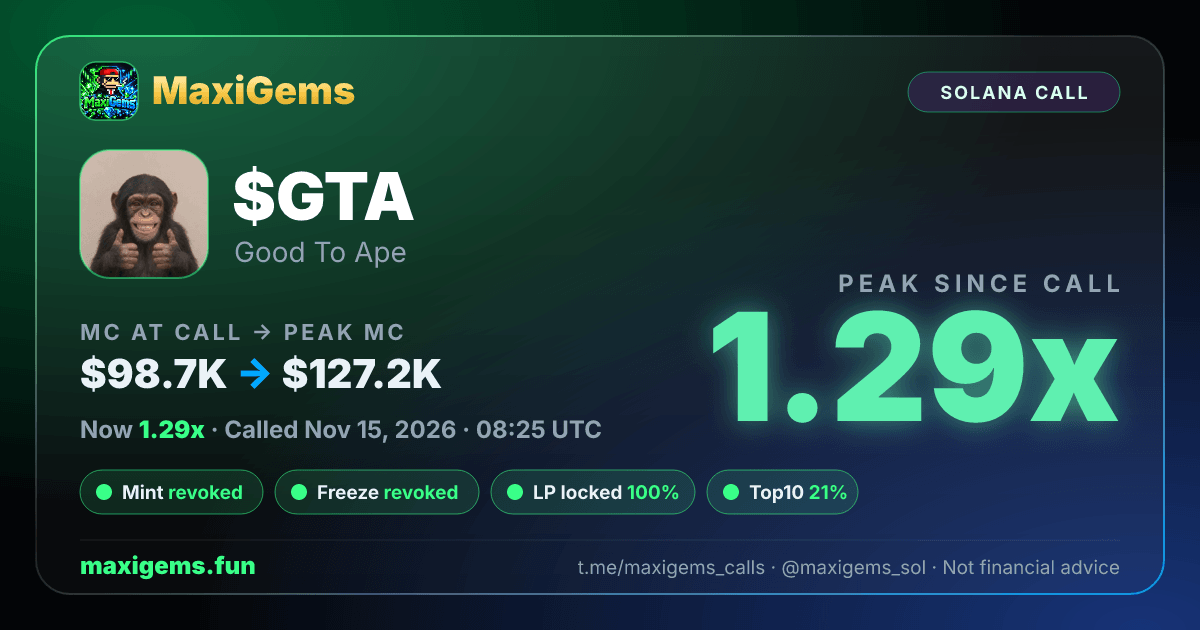 MaxiGems
MaxiGems
SOLANA CALL
$GTA
Good To Ape
PEAK SINCE CALL
1.29x
MC AT CALL → PEAK MC
$98.7K → $127.2K
Now 1.29x · Called Nov 15, 2026 · 08:25 UTC
Mint revoked
Freeze revoked
LP locked 100%
Top10 21%
maxigems.fun
t.me/maxigems_calls · @maxigems_sol · Not financial advice